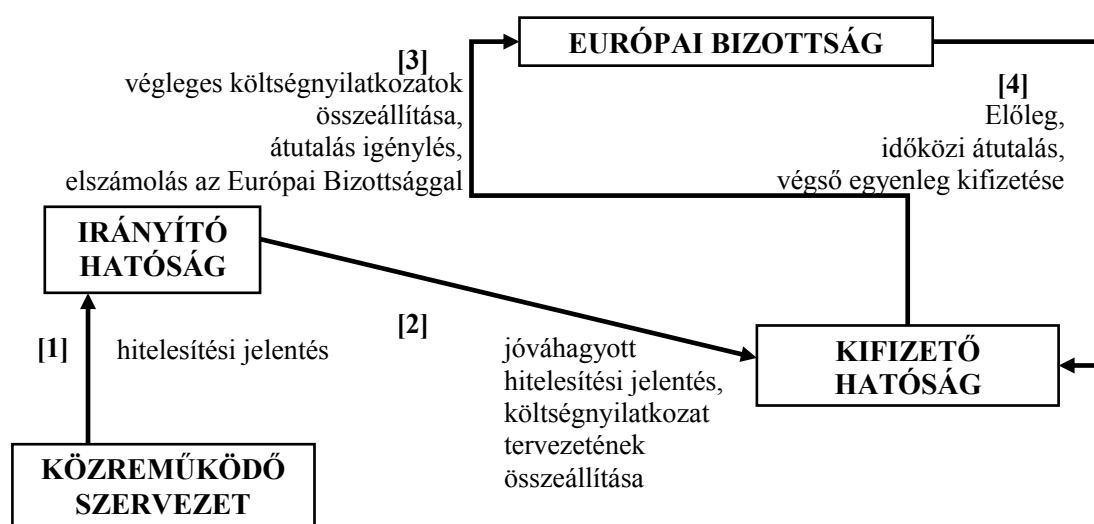 EURÓPAI BIZOTTSÁG
[3]
végleges költségnyilatkozatok
összeállítása,
átutalás igénylés,
elszámolás az Európai Bizottsággal
[4]
Előleg,
időközi átutalás,
végső egyenleg kifizetése
IRÁNYÍTÓ
HATÓSÁG
[1]
hitelesítési jelentés
[2]
jóváhagyott
hitelesítési jelentés,
költségnyilatkozat
tervezetének
összeállítása
KIFIZETŐ
HATÓSÁG
KÖZREMŰKÖDŐ
SZERVEZET